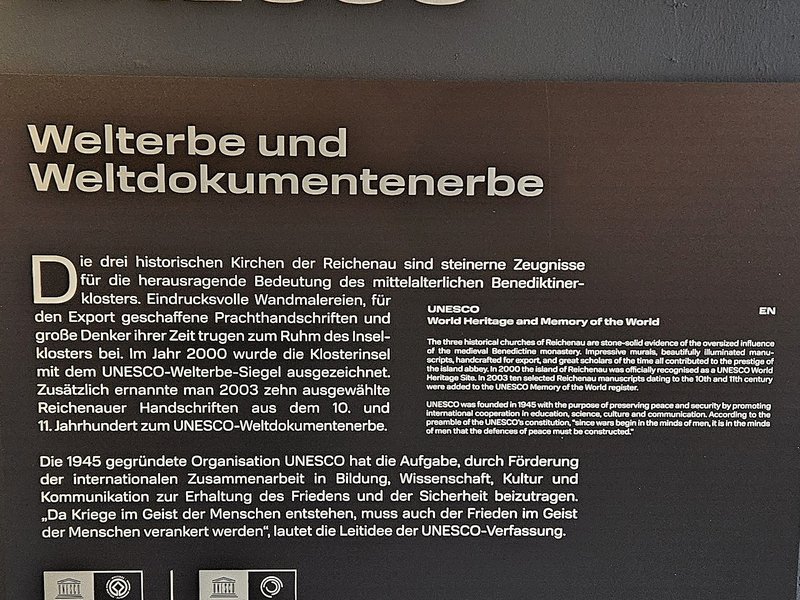 Welterbe und
Weltdokumentenerbe
Die drei historischen Kirchen der Reichenau sind steinerne Zeugnisse
für die herausragende Bedeutung des mittelalterlichen Benediktiner-
klosters. Eindrucksvolle Wandmalereien, für
den Export geschaffene Prachthandschriften und
große Denker ihrer Zeit trugen zum Ruhm des Insel-
klosters bei. Im Jahr 2000 wurde die Klosterinsel
mit dem UNESCO-Welterbe-Siegel ausgezeichnet.
Zusätzlich ernannte man 2003 zehn ausgewählte
Reichenauer Handschriften aus dem 10. und
11. Jahrhundert zum UNESCO-Weltdokumentenerbe.
UNESCO
EN
World Heritage and Memory of the World
The three historical churches of Reichenau are stone-solid evidence of the oversized influence
of the medieval Benedictine monastery. Impressive murals, beautifully illuminated manu-
scripts, handcrafted for export, and great scholars of the time all contributed to the prestige of
the island abbey. In 2000 the island of Reichenau was officially recognised as a UNESCO World
Heritage Site. In 2003 ten selected Reichenau manuscripts dating to the 10th and 11th century
were added to the UNESCO Memory of the World register.
UNESCO was founded in 1945 with the purpose of preserving peace and security by promoting
international cooperation in education, science, culture and communication. According to the
preamble of the UNESCO's constitution, "since wars begin in the minds of men, it is in the minds
of men that the defences of peace must be constructed."
Die 1945 gegründete Organisation UNESCO hat die Aufgabe, durch Förderung
der internationalen Zusammenarbeit in Bildung, Wissenschaft, Kultur und
Kommunikation zur Erhaltung des Friedens und der Sicherheit beizutragen.
„Da Kriege im Geist der Menschen entstehen, muss auch der Frieden im Geist
der Menschen verankert werden“, lautet die Leitidee der UNESCO-Verfassung.